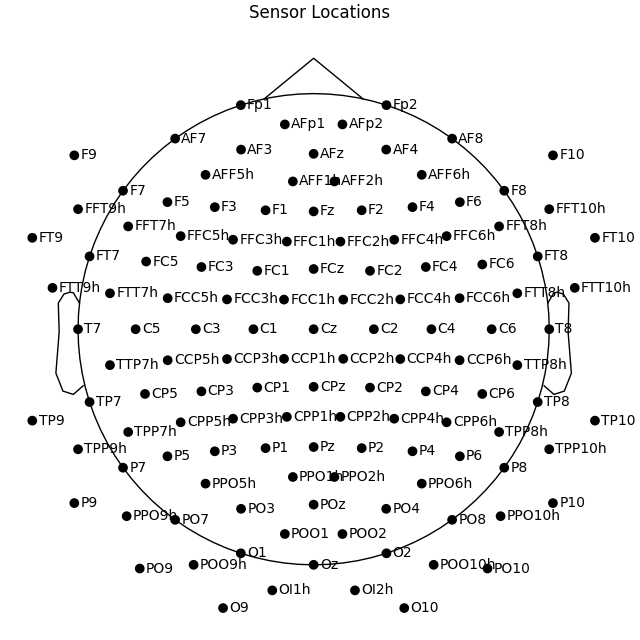 Sensor Locations
Fp1 Fp2
AFp1 AFp2
AF7 AF8
AF3 AFz AF4
F9 F10
AFF5h AFF1h AFF2h AFF6h
F7 F8
FFT9h F5 F3 F1 Fz F2 F4 F6 FFT10h
FFT7h FFT8h
FT9 FFC5h FFC3h FFC1h FFC2h FFC4h FFC6h FT10
FT7 FT8
FC5 FC3 FC1 FCz FC2 FC4 FC6
FTT9h FTT7h FCC5h FCC3h FCC1h FCC2h FCC4h FCC6h FTT8h FTT10h
T7 C5 C3 C1 Cz C2 C4 C6 T8
TTP7h CCP5h CCP3h CCP1h CCP2h CCP4h CCP6h TTP8h
CP5 CP3 CP1 CPz CP2 CP4 CP6
TP7 TP8
TP9 CPP5h CPP3h CPP1h CPP2h CPP4h CPP6h TP10
TPP7h TPP8h
TPP9h P5 P3 P1 Pz P2 P4 P6 TPP10h
P7 P8
PPO5h PPO1h PPO2h PPO6h
P9 PO3 POz PO4 P10
PPO9h PO7 PO8 PPO10h
POO1 POO2
O1 O2
PO9 POO9h Oz POO10h PO10
OI1h OI2h
O9 O10